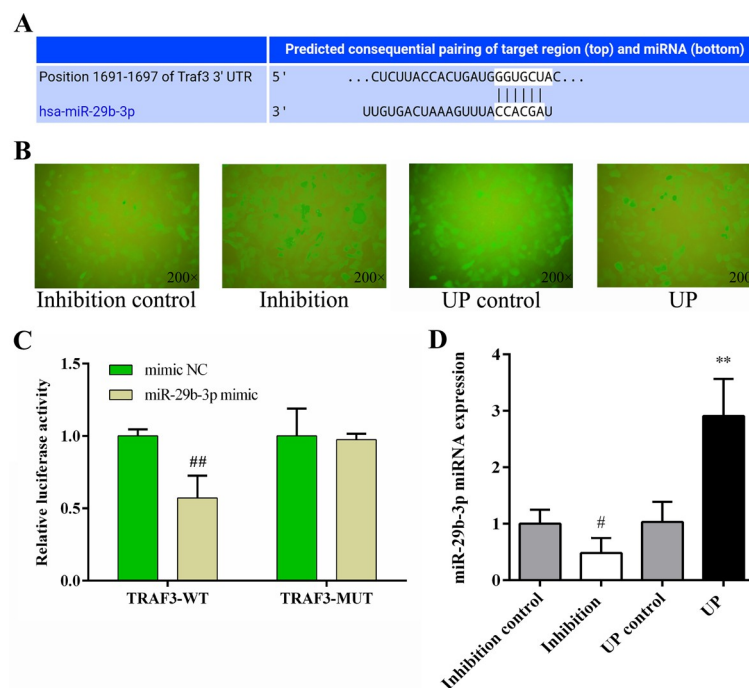 A
Predicted consequential pairing of target region (top) and miRNA (bottom)
Position 1691-1697 of Traf3 3' UTR 5' ...CUCUUACCACUGAUGGGUGCUAC...
hsa-miR-29b-3p 3' UUGUGACUAAAGUUUACCACGAU
B
200×
200×
200×
200×
Inhibition control
Inhibition
UP control
UP
C
Relative luciferase activity
1.5
1.0
0.5
0.0
mimic NC
miR-29b-3p mimic
##
TRAF3-WT
TRAF3-MUT
D
miR-29b-3p miRNA expression
4
3
2
1
0
#
**
Inhibition control
Inhibition
UP control
UP